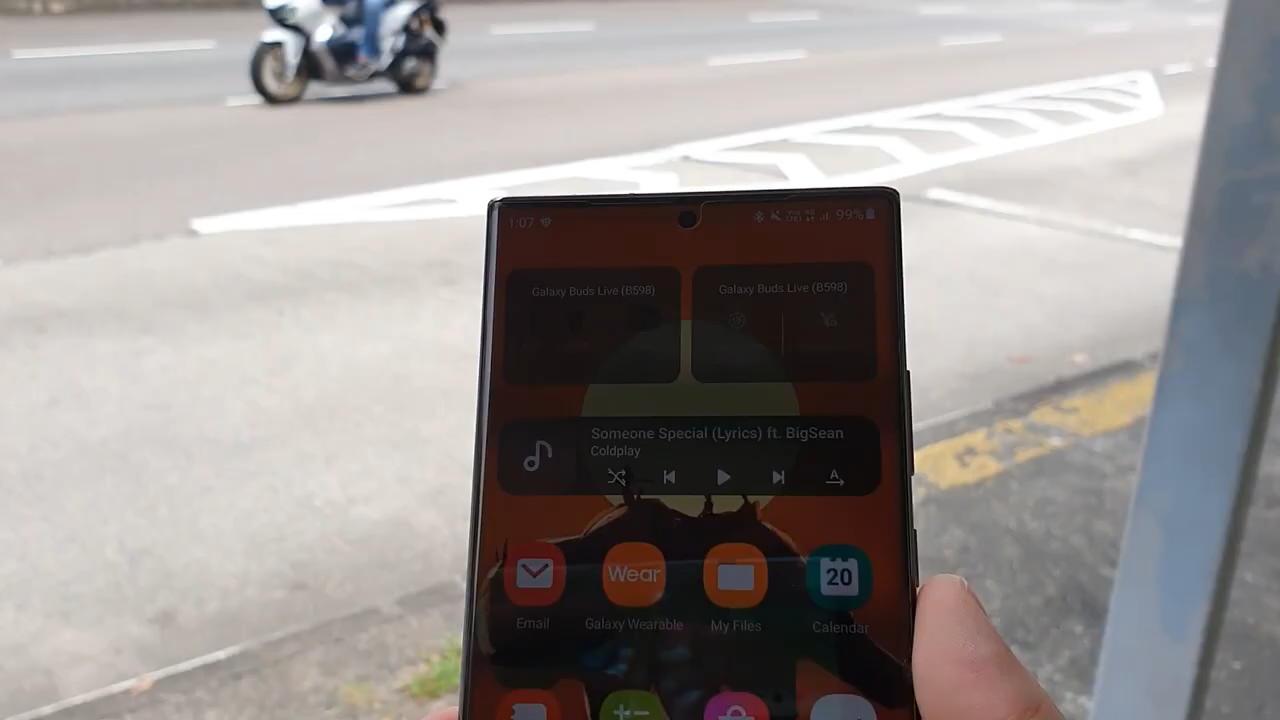 1:07
99%
Galaxy Buds Live (B598)
Galaxy Buds Live (B598)
Someone Special (Lyrics) ft. BigSean
Coldplay
A
Wear
20
Email
Galaxy Wearable
My Files
Calendar